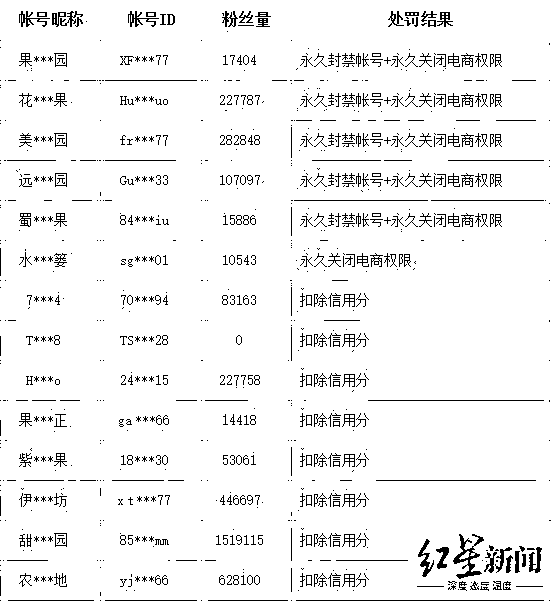 帐号昵称 帐号ID 粉丝量 处罚结果
果***园 XF***77 17404 永久封禁帐号+永久关闭电商权限
花***果 Hu***uo 227787 永久封禁帐号+永久关闭电商权限
美***园 fr***77 282848 永久封禁帐号+永久关闭电商权限
远***园 Gu***33 107097 永久封禁帐号+永久关闭电商权限
蜀***果 84***iu 15886 永久封禁帐号+永久关闭电商权限
水***篓 sg***01 10543 永久关闭电商权限
7***4 70***94 83163 扣除信用分
T***8 TS***28 0 扣除信用分
H***o 24***15 227758 扣除信用分
果***正 ga***66 14418 扣除信用分
紫***果 18***30 53061 扣除信用分
伊***坊 xt***77 446697 扣除信用分
甜***园 85***mm 1519115 扣除信用分
农***地 yj***66 628100 扣除信用分
红星新闻
深度 态度 温度